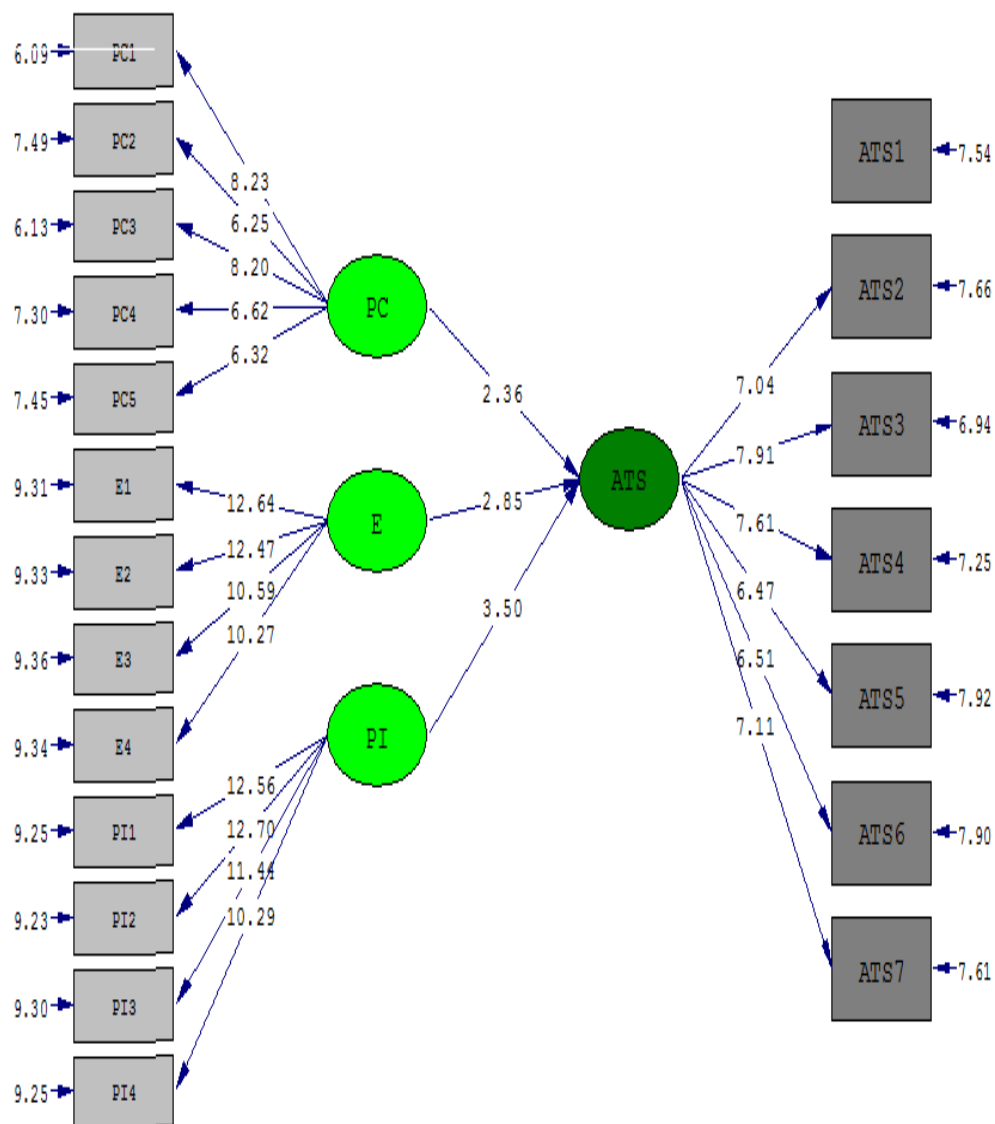 6.09 PC1
7.49 PC2
6.13 PC3
7.30 PC4
7.45 PC5
9.31 E1
9.33 E2
9.36 E3
9.34 E4
9.25 PI1
9.23 PI2
9.30 PI3
9.25 PI4
8.23
6.25
8.20
6.62
6.32
12.64
12.47
10.59
10.27
12.56
12.70
11.44
10.29
PC
E
PI
2.36
2.85
3.50
ATS
7.04
7.91
7.61
6.47
6.51
7.11
ATS1 7.54
ATS2 7.66
ATS3 6.94
ATS4 7.25
ATS5 7.92
ATS6 7.90
ATS7 7.61